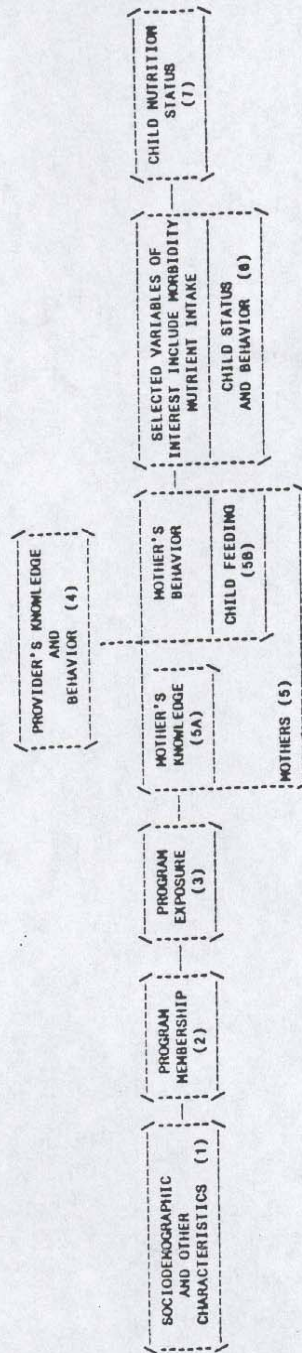 PROVIDER'S KNOWLEDGE
AND
BEHAVIOR (4)
SOCIODEKOGRAPHIC
AND OTHER
CHARACTERISTICS (1)
PROGRAM
MEMBERSHIP
(2)
PROGRAM
EXPOSURE
(3)
MOTHER'S
KNOWLEDGE
(5A)
MOTHER'S
BEHAVIOR
CHILD FEEDING
(5B)
MOTHERS (5)
SELECTED VARIABLES OF
INTEREST INCLUDE MORBIDITY
NUTRIENT INTAKE
CHILD STATUS
AND BEHAVIOR (6)
CHILD NUTRITION
STATUS
(7)